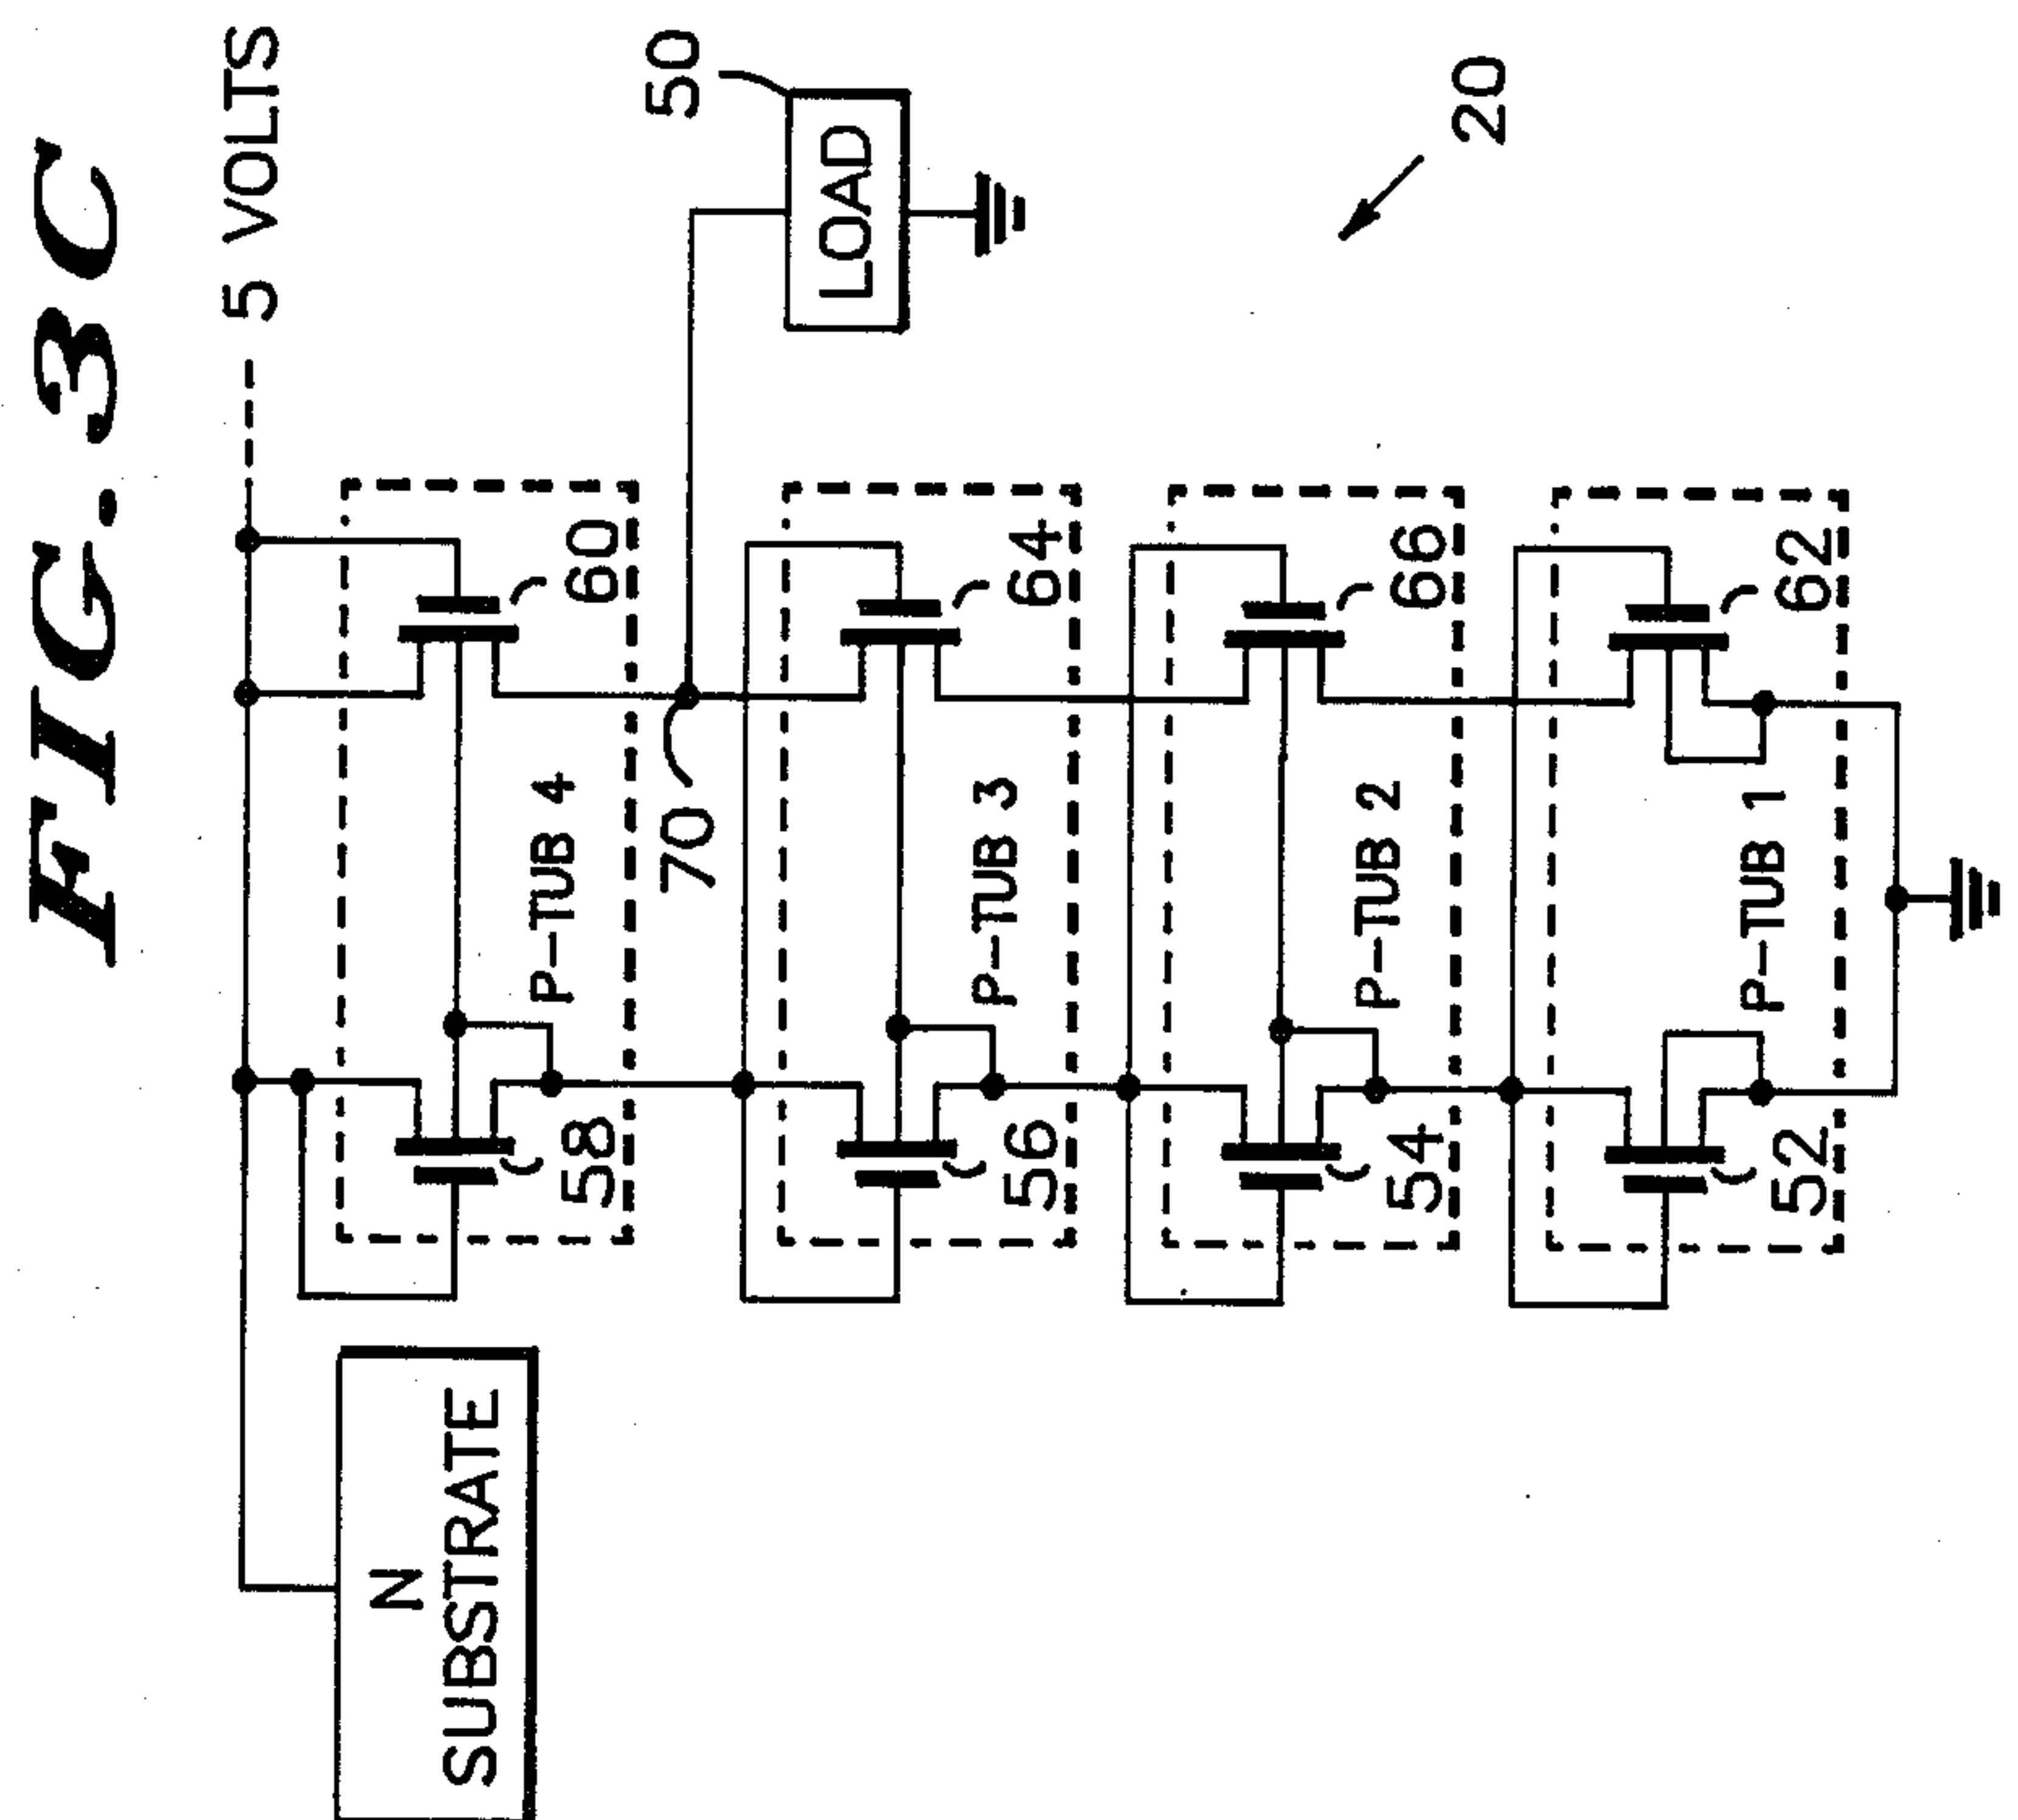 FIG. 3C
5 VOLTS
N
SUBSTRATE
58
P-TUB 4
60
70
50
LOAD
56
P-TUB 3
64
54
P-TUB 2
66
20
52
P-TUB 1
62